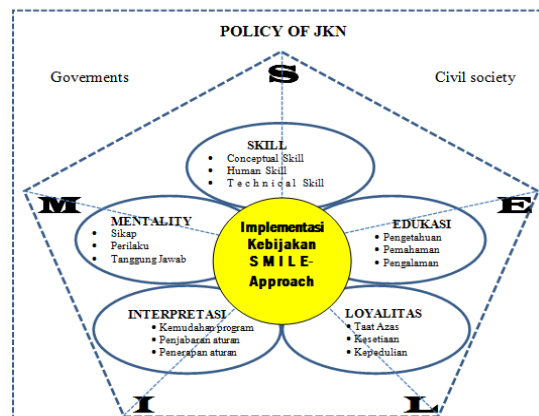 POLICY OF JKN
Goverments
Civil society
S
SKILL
Conceptual Skill
Human Skill
Technical Skill
M
E
MENTALITY
Sikap
Perilaku
Tanggung Jawab
Implementasi
Kebijakan
SMILE-
Approach
EDUKASI
Pengetahuan
Pemahaman
Pengalaman
INTERPRETASI
Kemudahan program
Penjabaran aturan
Penerapan aturan
LOYALITAS
Taat Azas
Kesetiaan
Kepedulian
I
L